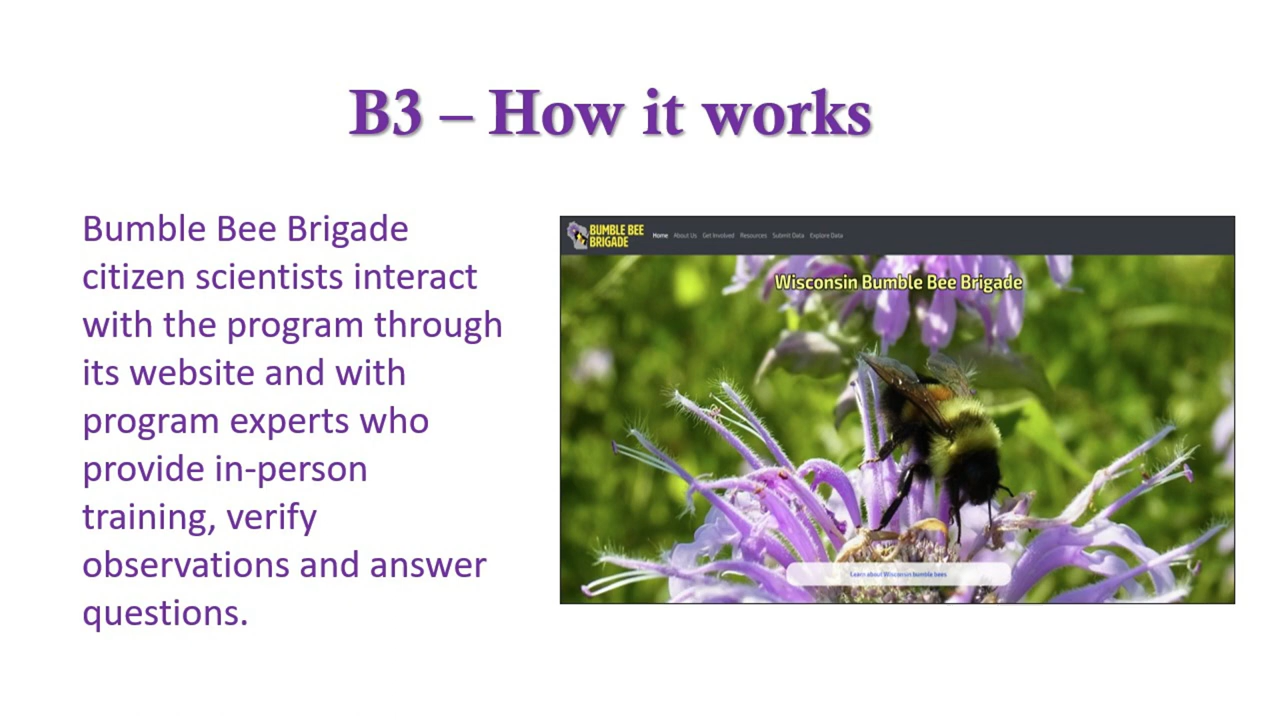 B3 – How it works
Bumble Bee Brigade
citizen scientists interact
with the program through
its website and with
program experts who
provide in-person
training, verify
observations and answer
questions.
BUMBLE BEE
BRIGADE
Home About Us Get Involved Resources Submit Data Explore Data
Wisconsin Bumble Bee Brigade
Learn about Wisconsin bumble bees